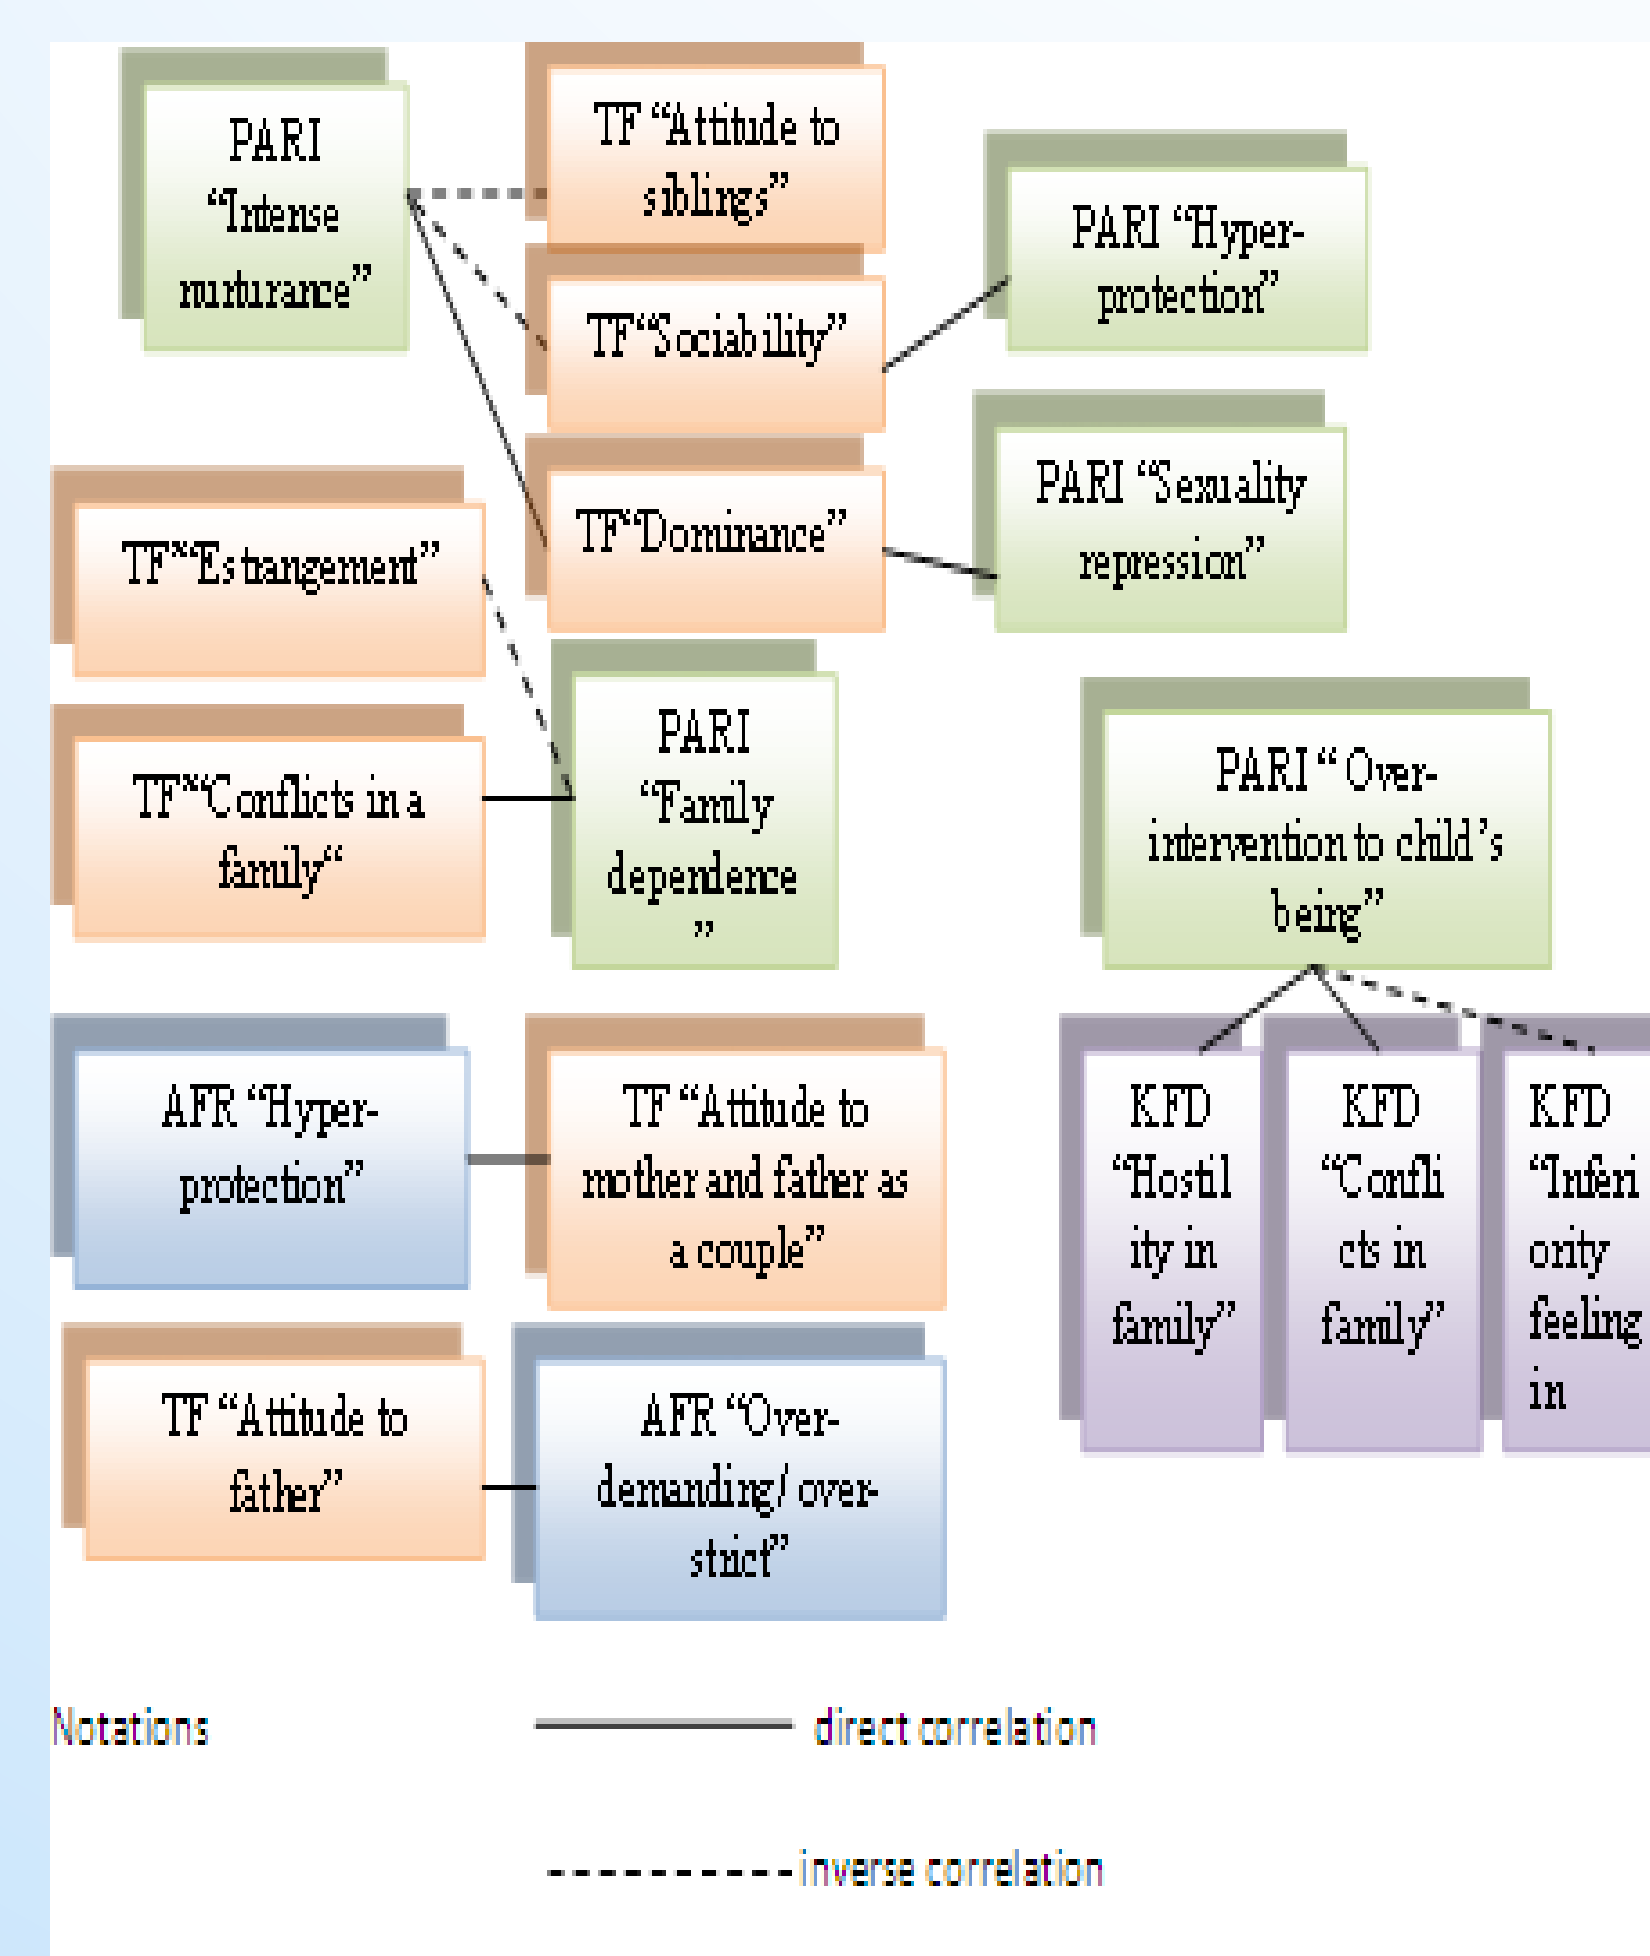 PARI
“Intense
nurturance”
TF “Attitude to
siblings”
TF“Sociability”
TF“Dominance”
PARI “Hyper-
protection”
PARI “Sexuality
repression”
TF“Estrangement”
TF“Conflicts in a
family“
PARI
“Family
dependence
”
PARI “ Over-
intervention to child’s
being”
KFD
“Hostil
ity in
family”
KFD
“Confli
cts in
family”
KFD
“Inferi
ority
feeling
in
AFR “Hyper-
protection”
TF “Attitude to
mother and father as
a couple”
TF “Attitude to
father”
AFR “Over-
demanding/ over-
strict”
Notations
direct correlation
inverse correlation